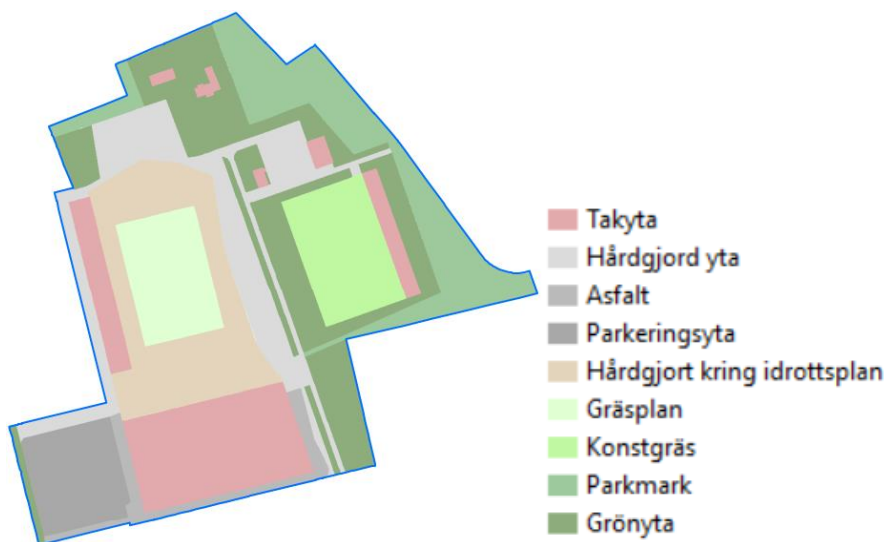 Takyta
Hårdgjord yta
Asfalt
Parkeringsyta
Hårdgjort kring idrottsplan
Gräsplan
Konstgräs
Parkmark
Grönyta